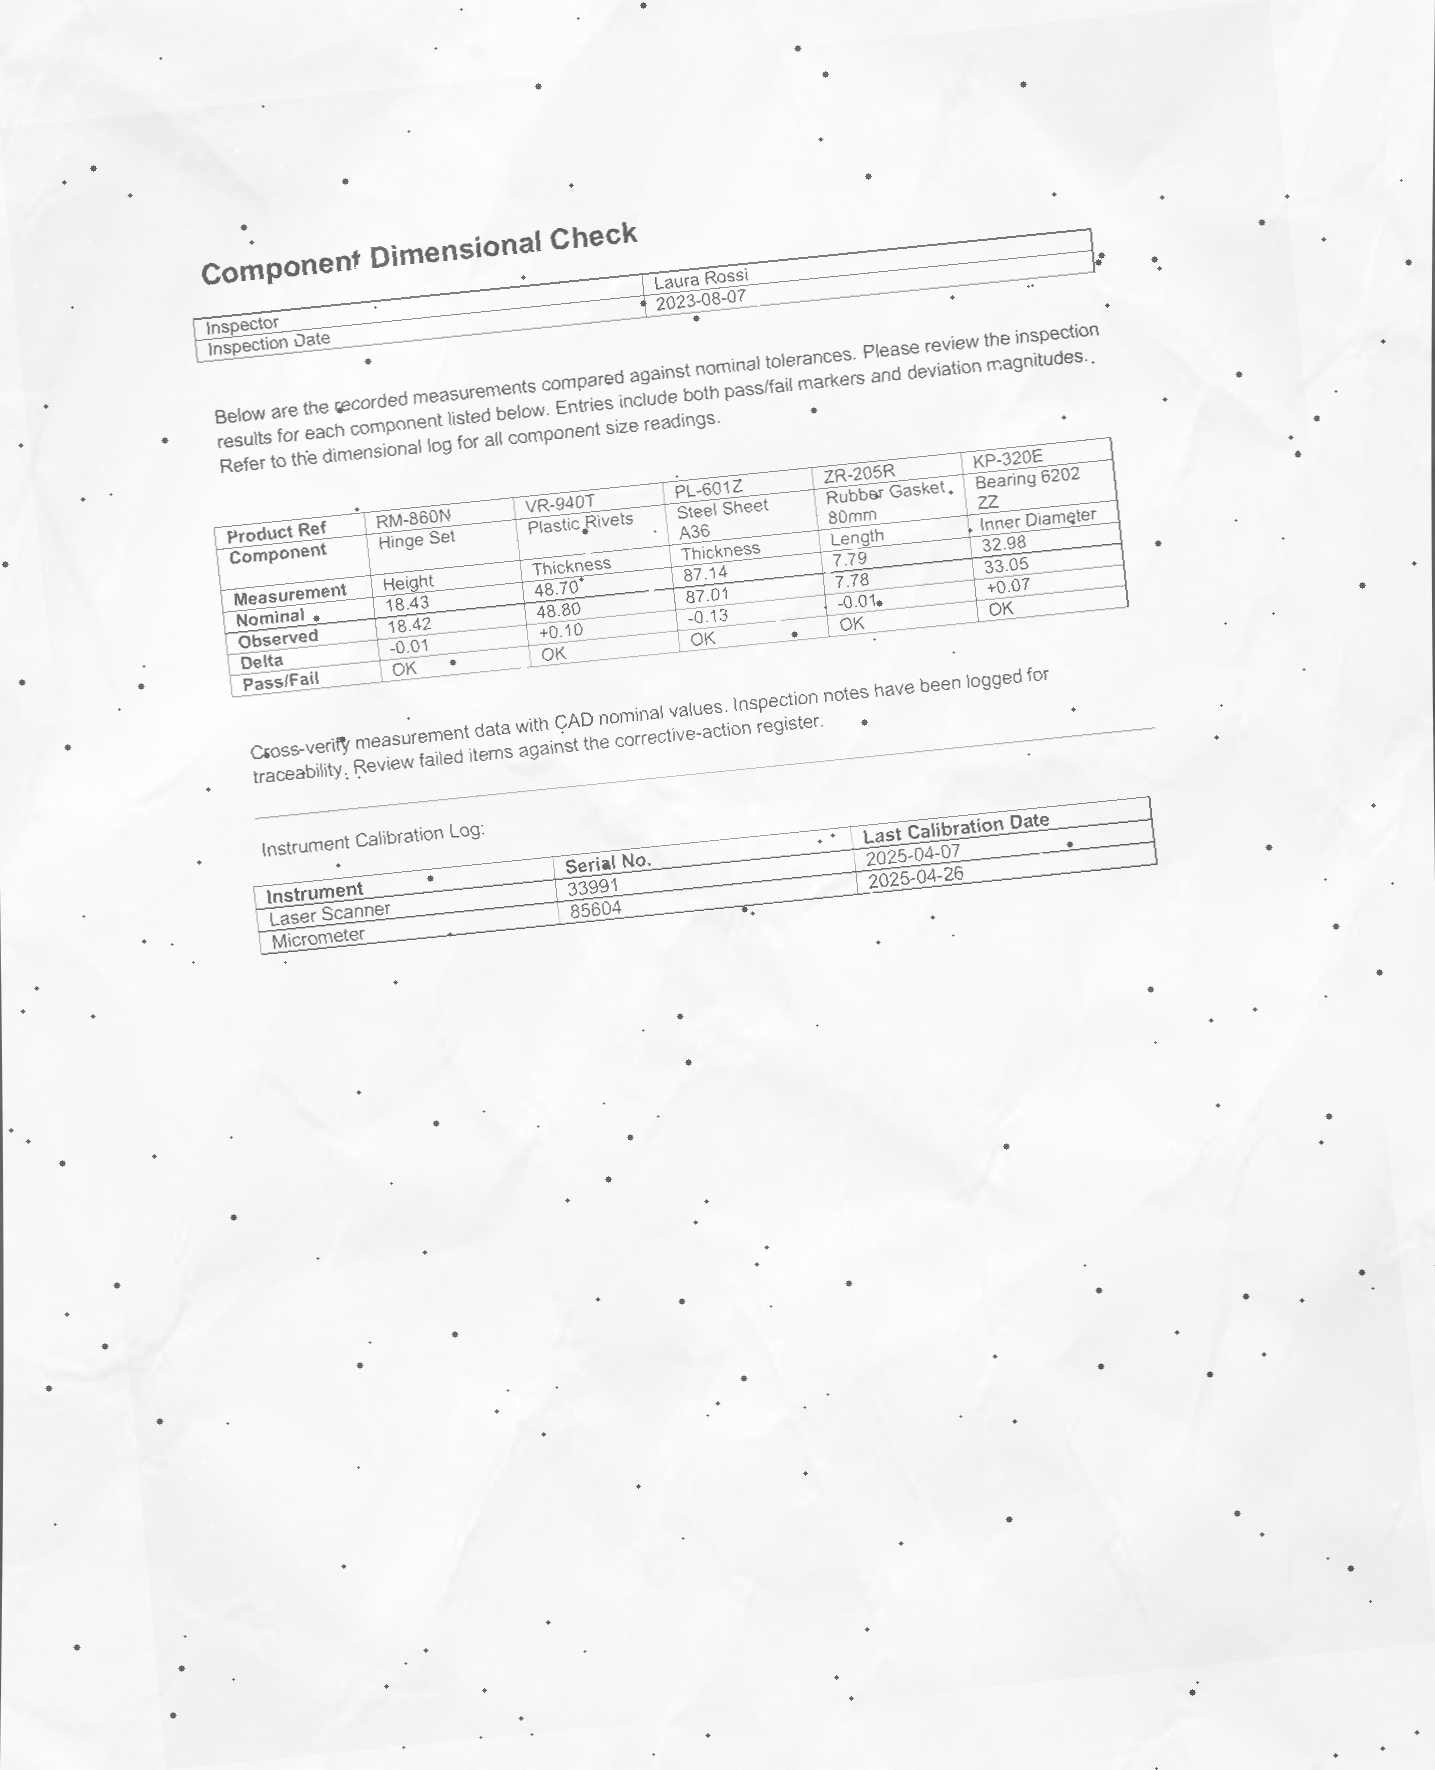 Component Dimensional Check
Inspector Laura Rossi
Inspection Date 2023-08-07
Below are the recorded measurements compared against nominal tolerances. Please review the inspection
results for each component listed below. Entries include both pass/fail markers and deviation magnitudes.
Refer to the dimensional log for all component size readings.
Product Ref RM-860N VR-940T PL-601Z ZR-205R KP-320E
Component Hinge Set Plastic Rivets Steel Sheet Rubber Gasket Bearing 6202
A36 80mm ZZ
Measurement Height Thickness Thickness Length Inner Diameter
Nominal 18.43 48.70 87.14 7.79 32.98
Observed 18.42 48.80 87.01 7.78 33.05
Delta -0.01 +0.10 -0.13 -0.01 +0.07
Pass/Fail OK OK OK OK OK
Cross-verify measurement data with CAD nominal values. Inspection notes have been logged for
traceability. Review failed items against the corrective-action register.
Instrument Calibration Log:
Instrument Serial No. Last Calibration Date
Laser Scanner 33991 2025-04-07
Micrometer 85604 2025-04-26